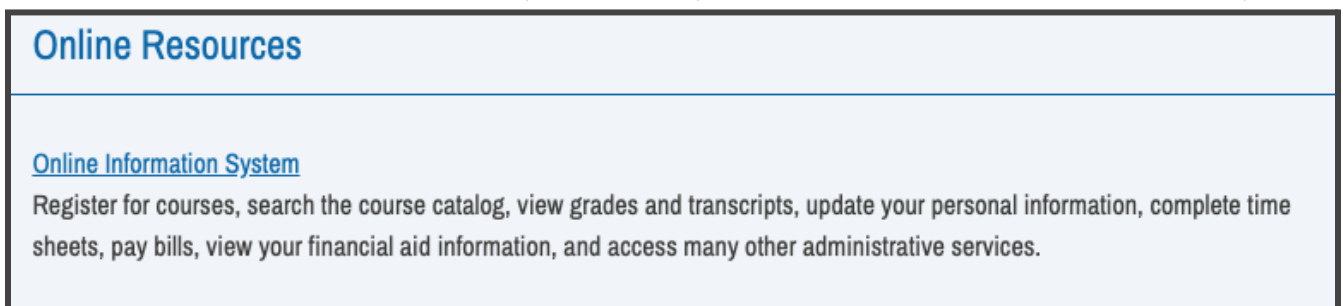 Online Resources
Online Information System
Register for courses, search the course catalog, view grades and transcripts, update your personal information, complete time
sheets, pay bills, view your financial aid information, and access many other administrative services.